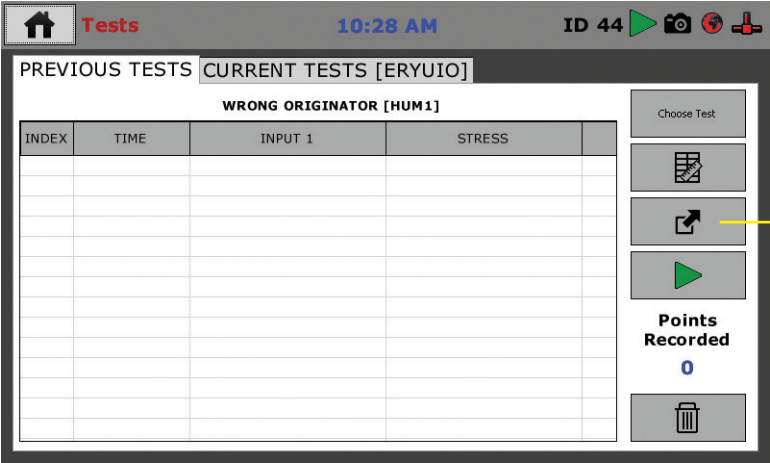 Tests 10:28 AM ID 44
PREVIOUS TESTS CURRENT TESTS [ERYUIO]
WRONG ORIGINATOR [HUM1]
Choose Test
INDEX TIME INPUT 1 STRESS
Points
Recorded
0